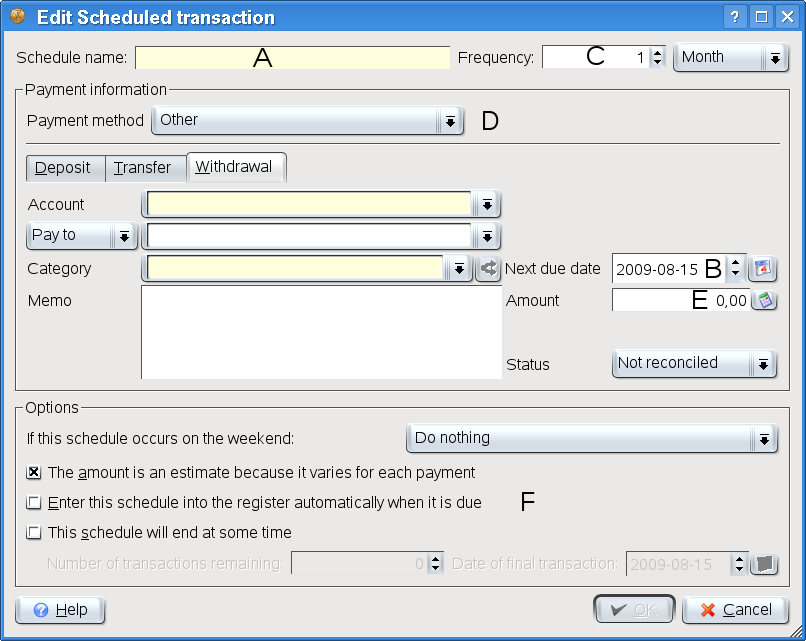 Edit Scheduled transaction ?
Schedule name: A Frequency: C 1 Month
Payment information
Payment method Other D
Deposit Transfer Withdrawal
Account
Pay to
Category Next due date 2009-08-15 B
Memo Amount E 0,00
Status Not reconciled
Options
If this schedule occurs on the weekend: Do nothing
The amount is an estimate because it varies for each payment
Enter this schedule into the register automatically when it is due F
This schedule will end at some time
Number of transactions remaining: 0 Date of final transaction: 2009-08-15
? Help OK Cancel